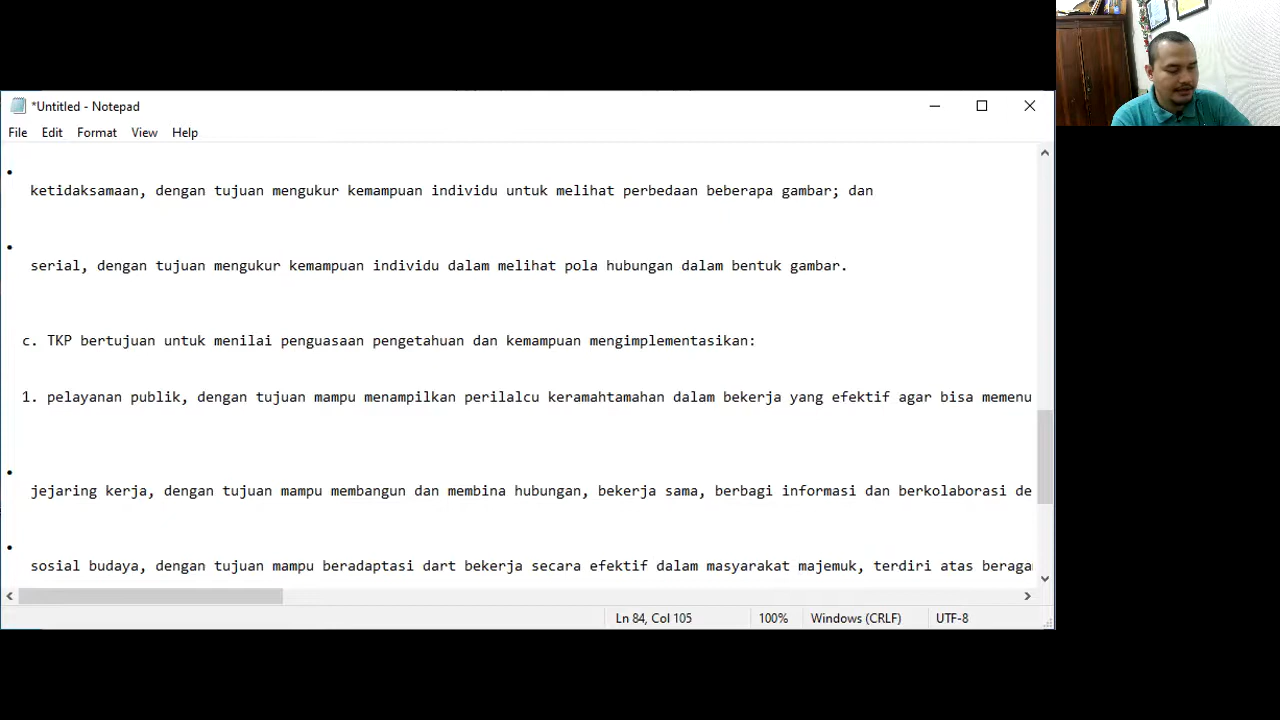 *Untitled - Notepad
File Edit Format View Help
•
ketidaksamaan, dengan tujuan mengukur kemampuan individu untuk melihat perbedaan beberapa gambar; dan
•
serial, dengan tujuan mengukur kemampuan individu dalam melihat pola hubungan dalam bentuk gambar.
c. TKP bertujuan untuk menilai penguasaan pengetahuan dan kemampuan mengimplementasikan:
1. pelayanan publik, dengan tujuan mampu menampilkan perilalcu keramahtamahan dalam bekerja yang efektif agar bisa memenu
•
jejaring kerja, dengan tujuan mampu membangun dan membina hubungan, bekerja sama, berbagi informasi dan berkolaborasi de
•
sosial budaya, dengan tujuan mampu beradaptasi dart bekerja secara efektif dalam masyarakat majemuk, terdiri atas beraga
Ln 84, Col 105 100% Windows (CRLF) UTF-8